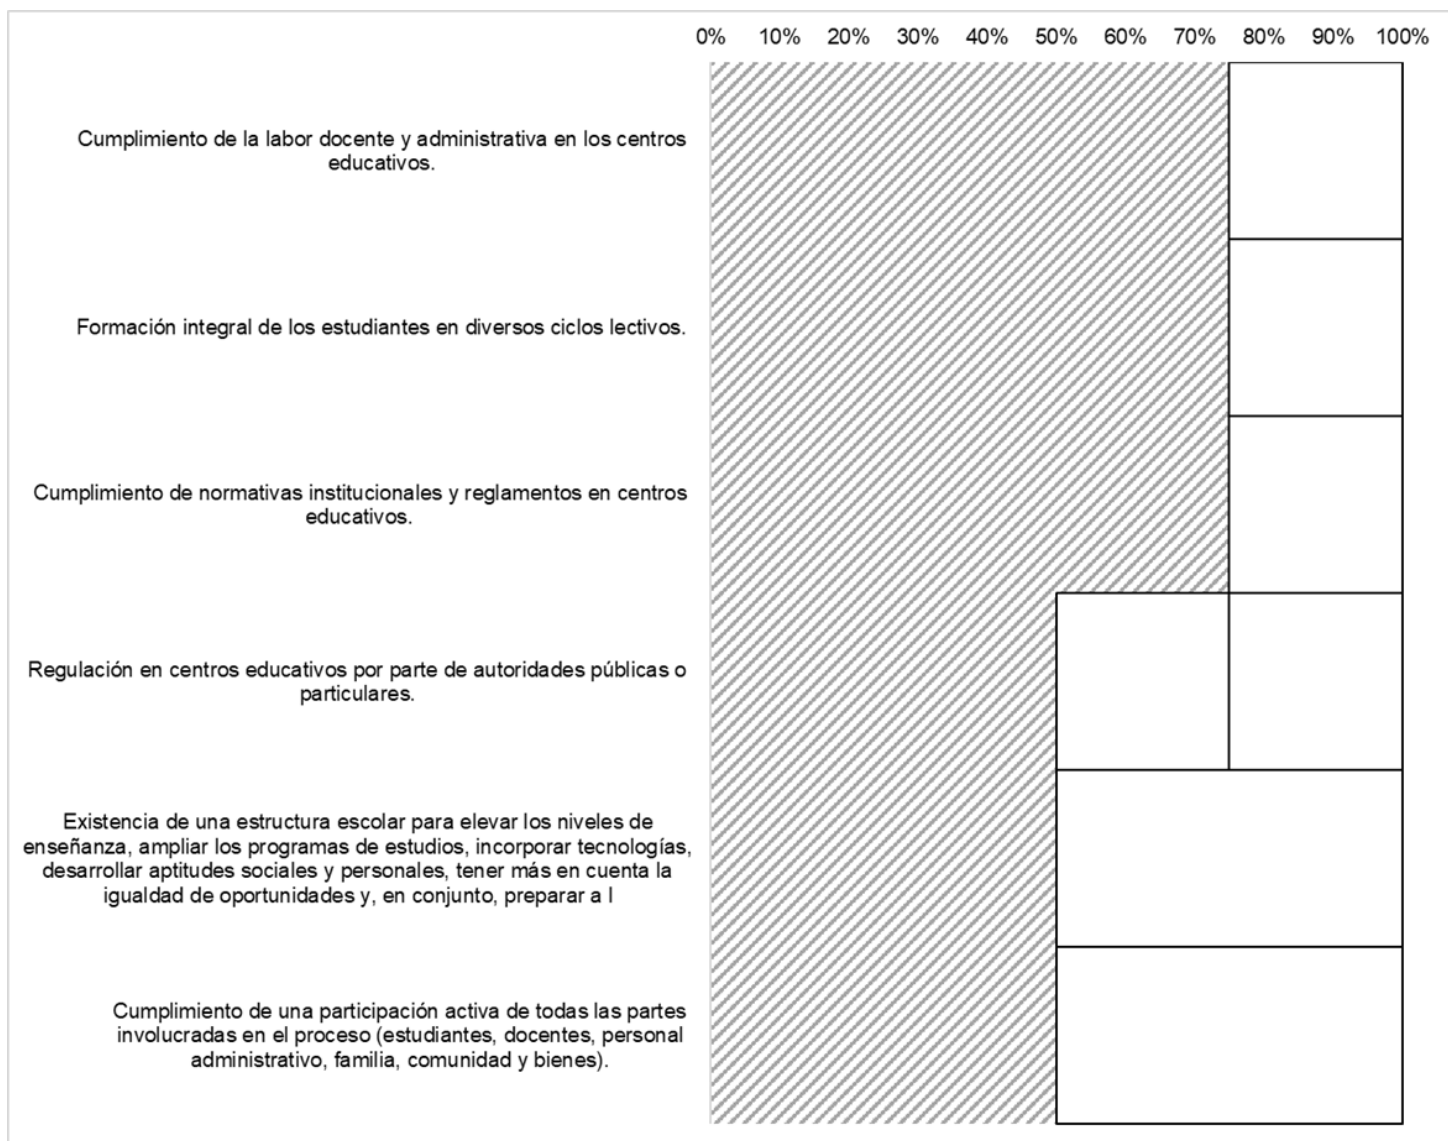 0% 10% 20% 30% 40% 50% 60% 70% 80% 90% 100%
Cumplimiento de la labor docente y administrativa en los centros
educativos.
Formación integral de los estudiantes en diversos ciclos lectivos.
Cumplimiento de normativas institucionales y reglamentos en centros
educativos.
Regulación en centros educativos por parte de autoridades públicas o
particulares.
Existencia de una estructura escolar para elevar los niveles de
enseñanza, ampliar los programas de estudios, incorporar tecnologías,
desarrollar aptitudes sociales y personales, tener más en cuenta la
igualdad de oportunidades y, en conjunto, preparar a l
Cumplimiento de una participación activa de todas las partes
involucradas en el proceso (estudiantes, docentes, personal
administrativo, familia, comunidad y bienes).